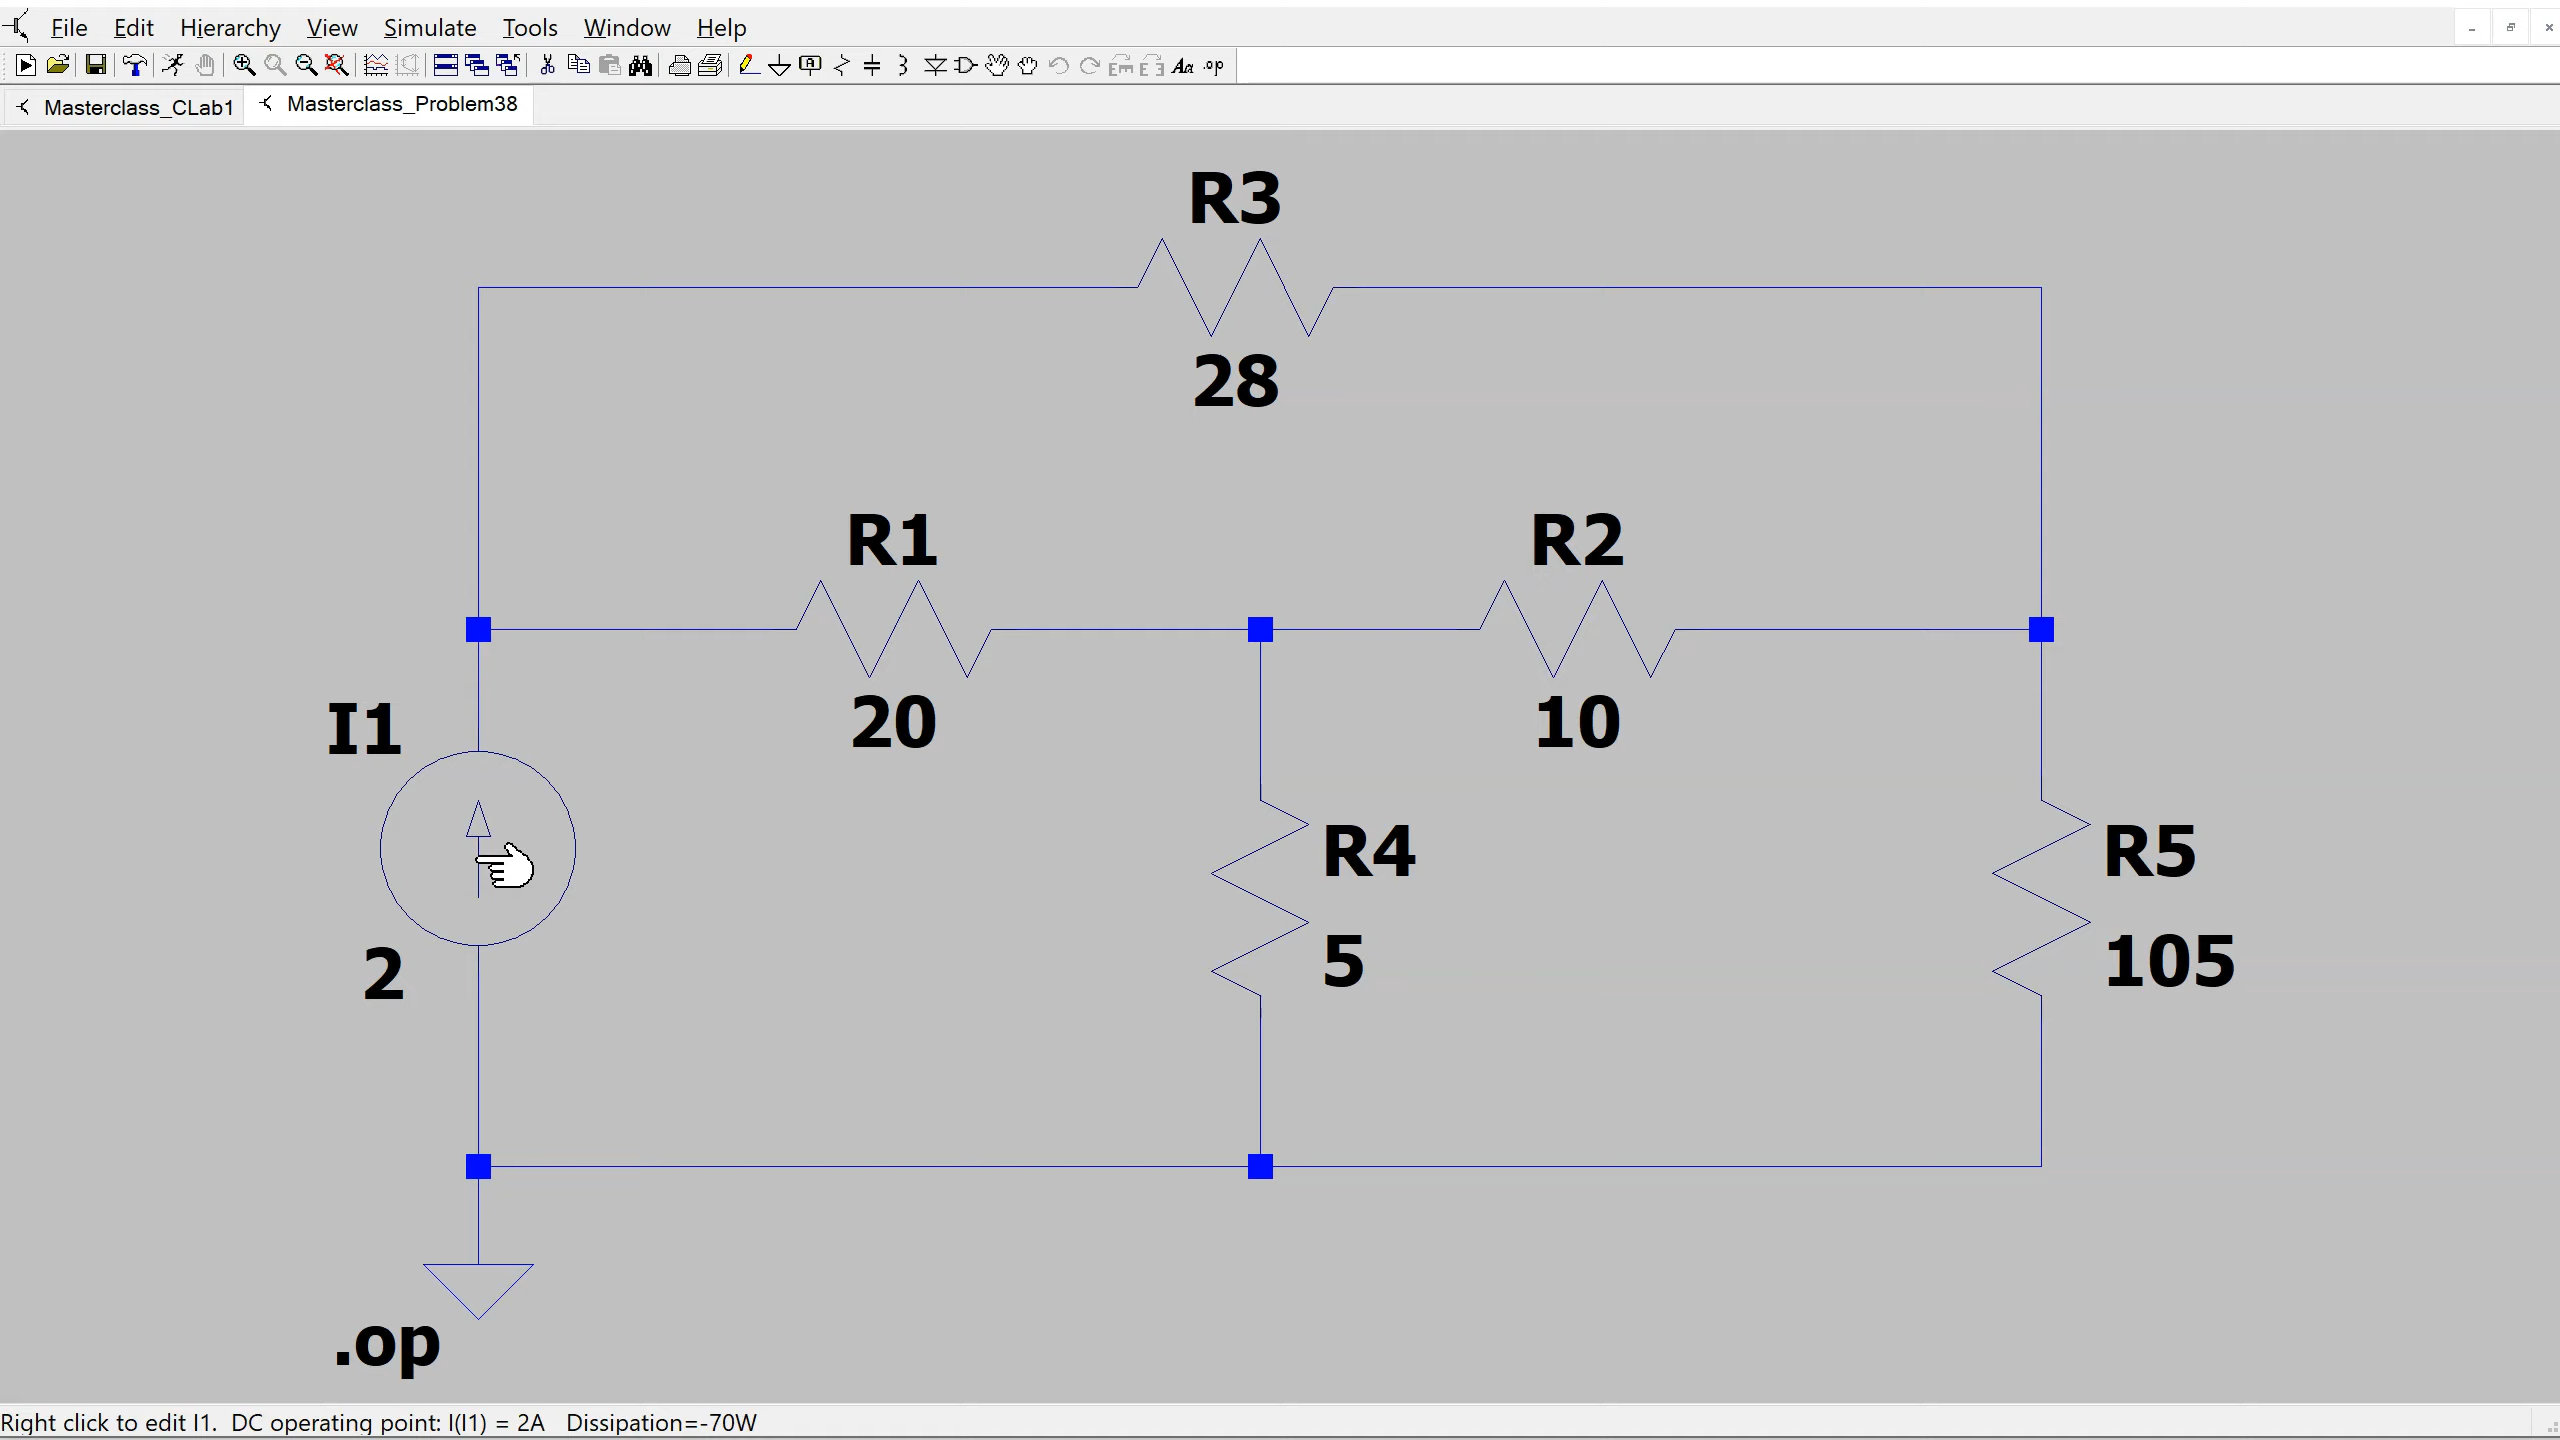 File Edit Hierarchy View Simulate Tools Window Help
Masterclass_CLab1 Masterclass_Problem38
R3
28
R1 R2
20 10
I1
R4 R5
2 5 105
.op
Right click to edit I1. DC operating point: I(I1) = 2A Dissipation=-70W